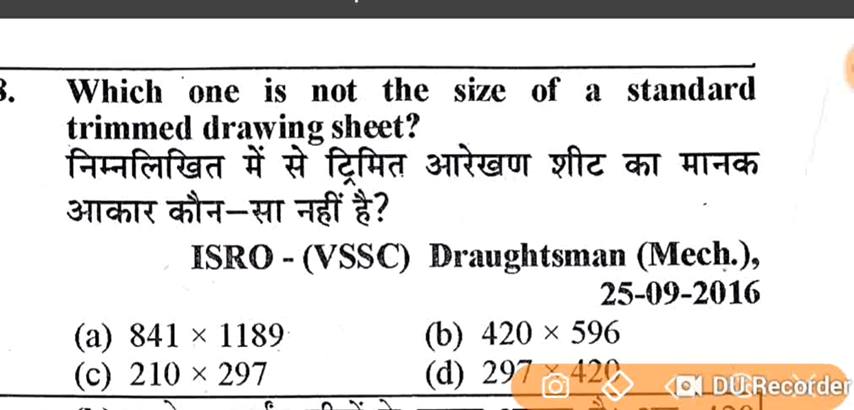 3. Which one is not the size of a standard
trimmed drawing sheet?
निम्नलिखित में से ट्रिमित आरेखण शीट का मानक
आकार कौन–सा नहीं है?
ISRO - (VSSC) Draughtsman (Mech.),
25-09-2016
(a) 841 × 1189 (b) 420 × 596
(c) 210 × 297 (d) 297 × 420
DU Recorder